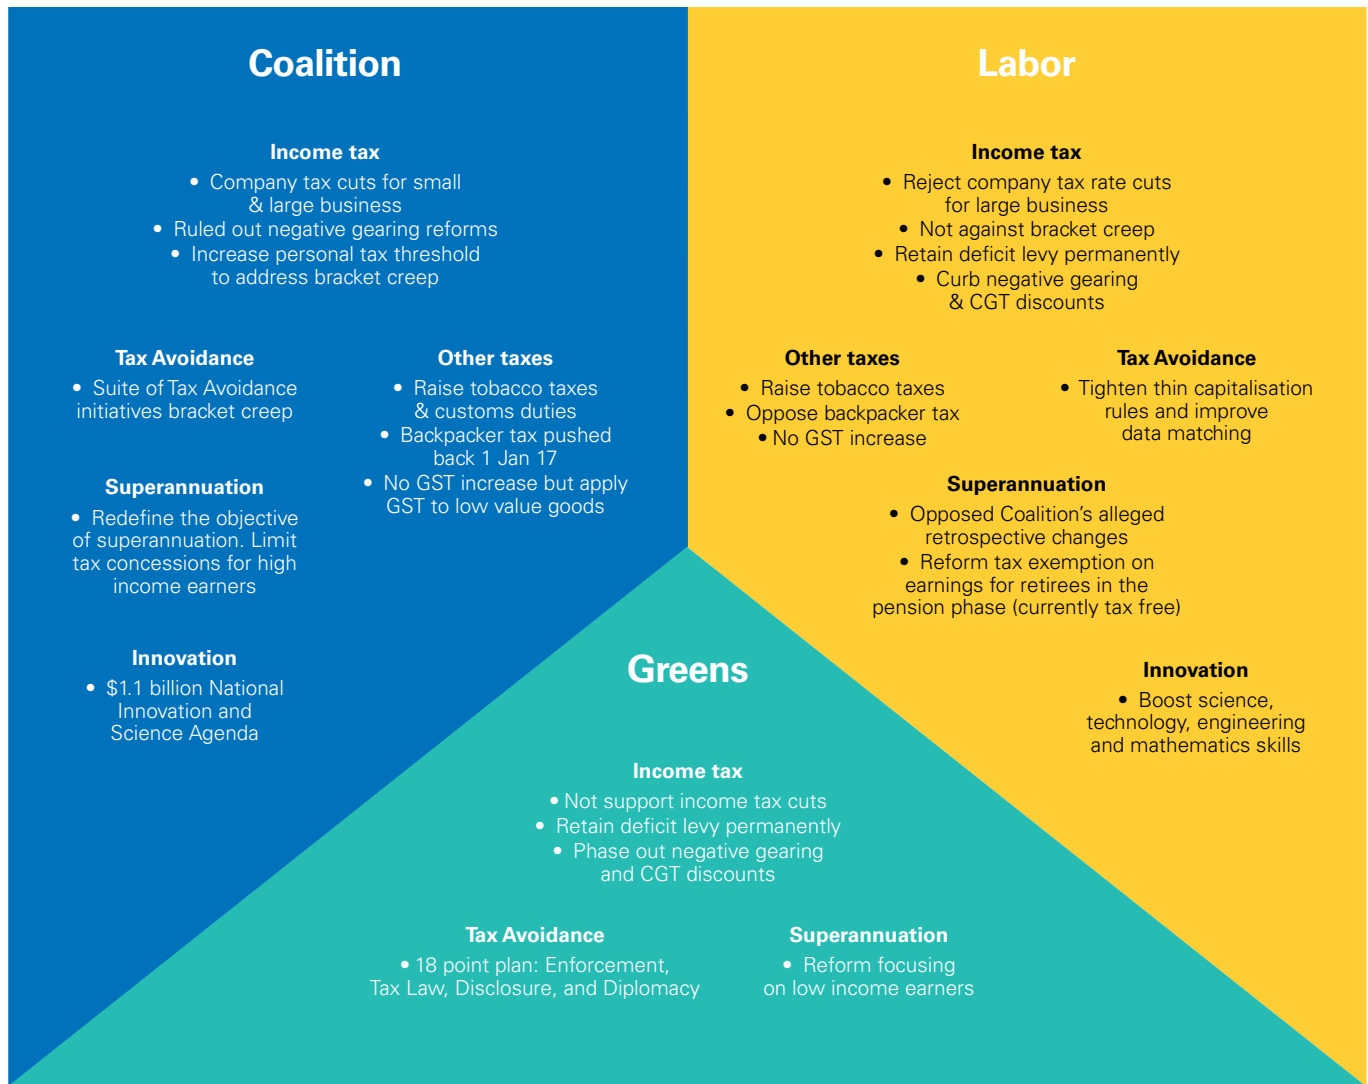 Coalition
Income tax
• Company tax cuts for small
& large business
• Ruled out negative gearing reforms
• Increase personal tax threshold
to address bracket creep
Tax Avoidance
• Suite of Tax Avoidance
initiatives bracket creep
Other taxes
• Raise tobacco taxes
& customs duties
• Backpacker tax pushed
back 1 Jan 17
• No GST increase but apply
GST to low value goods
Superannuation
• Redefine the objective
of superannuation. Limit
tax concessions for high
income earners
Innovation
• $1.1 billion National
Innovation and
Science Agenda
Labor
Income tax
• Reject company tax rate cuts
for large business
• Not against bracket creep
• Retain deficit levy permanently
• Curb negative gearing
& CGT discounts
Other taxes
• Raise tobacco taxes
• Oppose backpacker tax
• No GST increase
Tax Avoidance
• Tighten thin capitalisation
rules and improve
data matching
Superannuation
• Opposed Coalition's alleged
retrospective changes
• Reform tax exemption on
earnings for retirees in the
pension phase (currently tax free)
Innovation
• Boost science,
technology, engineering
and mathematics skills
Greens
Income tax
• Not support income tax cuts
• Retain deficit levy permanently
• Phase out negative gearing
and CGT discounts
Tax Avoidance
• 18 point plan: Enforcement,
Tax Law, Disclosure, and Diplomacy
Superannuation
• Reform focusing
on low income earners